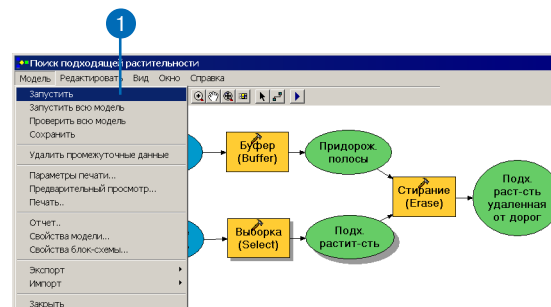 1
Поиск подходящей растительности
Модель Редактировать Вид Окно Справка
Запустить
Запустить всю модель
Проверить всю модель
Сохранить
Удалить промежуточные данные
Параметры печати...
Предварительный просмотр...
Печать..
Отчет..
Свойства модели...
Свойства блок-схемы...
Экспорт
Импорт
Закрыть
Буфер
(Buffer)
Придорож.
полосы
Стирание
(Erase)
Подх.
раст-сть
удаленная
от дорог
Выборка
(Select)
Подх.
растит-сть